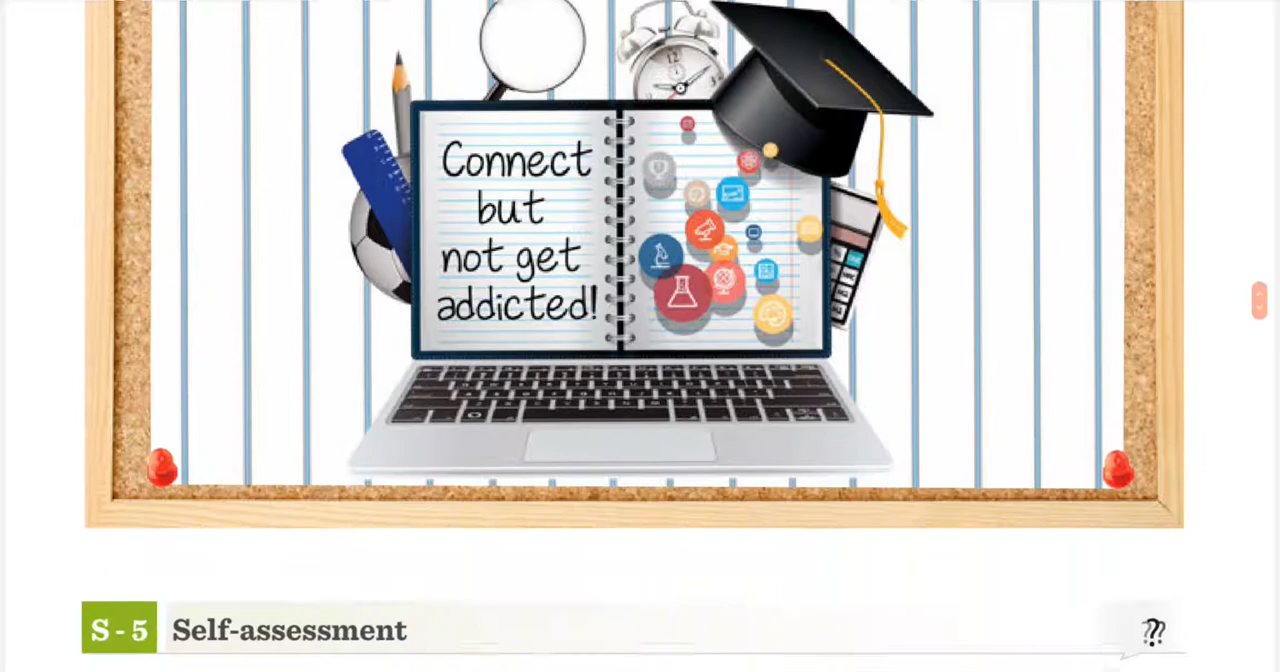 Connect
but
not get
addicted!
S - 5 Self-assessment
???